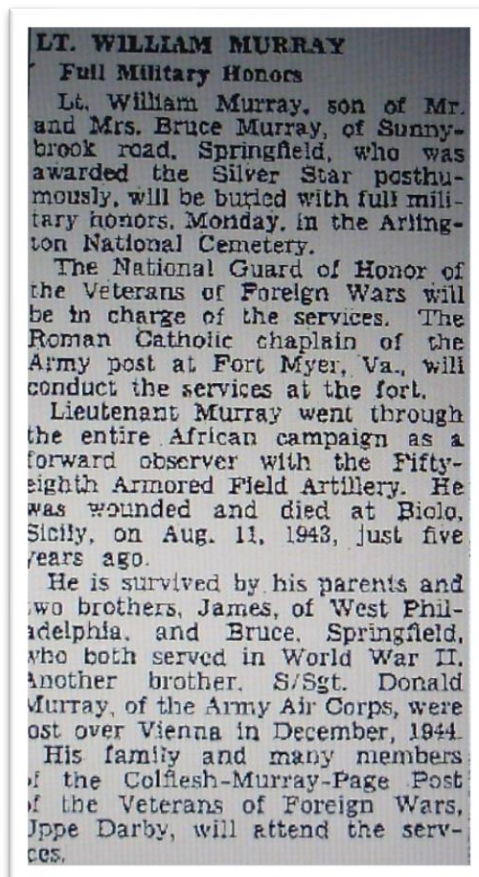 LT. WILLIAM MURRAY
Full Military Honors
Lt. William Murray, son of Mr.
and Mrs. Bruce Murray, of Sunny-
brook road, Springfield, who was
awarded the Silver Star posthu-
mously, will be buried with full mili-
tary honors, Monday, in the Arling-
ton National Cemetery.
The National Guard of Honor of
the Veterans of Foreign Wars will
be in charge of the services. The
Roman Catholic chaplain of the
Army post at Fort Myer, Va., will
conduct the services at the fort.
Lieutenant Murray went through
the entire African campaign as a
forward observer with the Fifty-
eighth Armored Field Artillery. He
was wounded and died at Biolo,
Sicily, on Aug. 11, 1943, just five
years ago.
He is survived by his parents and
two brothers, James, of West Phil-
adelphia, and Bruce, Springfield,
who both served in World War II.
Another brother, S/Sgt. Donald
Murray, of the Army Air Corps, were
ost over Vienna in December, 1944.
His family and many members
of the Colflesh-Murray-Page Post
of the Veterans of Foreign Wars,
Uppe Darby, will attend the serv-
ces.